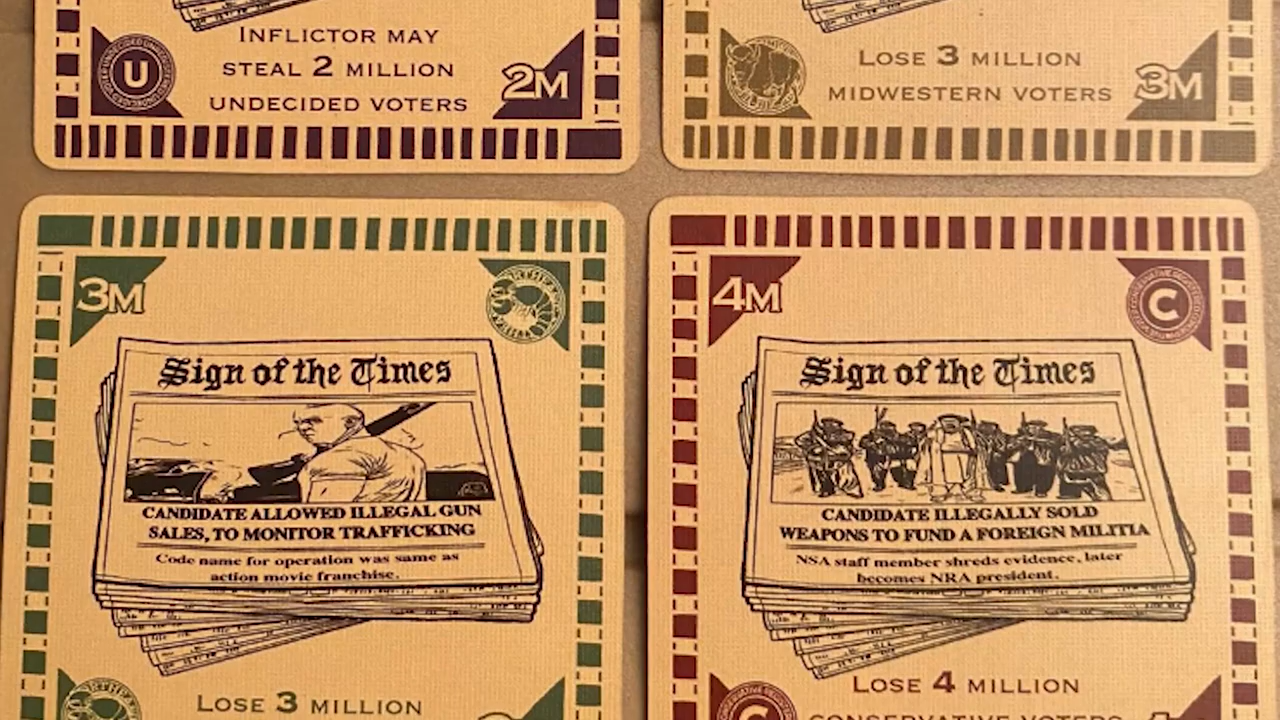 INFLICTOR MAY
STEAL 2 MILLION
UNDECIDED VOTERS
U
2M
LOSE 3 MILLION
MIDWESTERN VOTERS
3M
3M
Sign of the Times
CANDIDATE ALLOWED ILLEGAL GUN
SALES, TO MONITOR TRAFFICKING
Code name for operation was same as
action movie franchise.
LOSE 3 MILLION
4M
C
Sign of the Times
CANDIDATE ILLEGALLY SOLD
WEAPONS TO FUND A FOREIGN MILITIA
NSA staff member shreds evidence, later
becomes NRA president.
LOSE 4 MILLION
CONSERVATIVE VOTERS
C